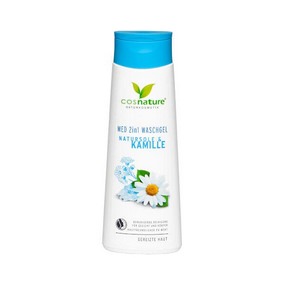 cosnature
NATURKOSMETIK
MED 2in1 WASCHGEL
NATURSOLE &
KAMILLE
GEREIZTE HAUT